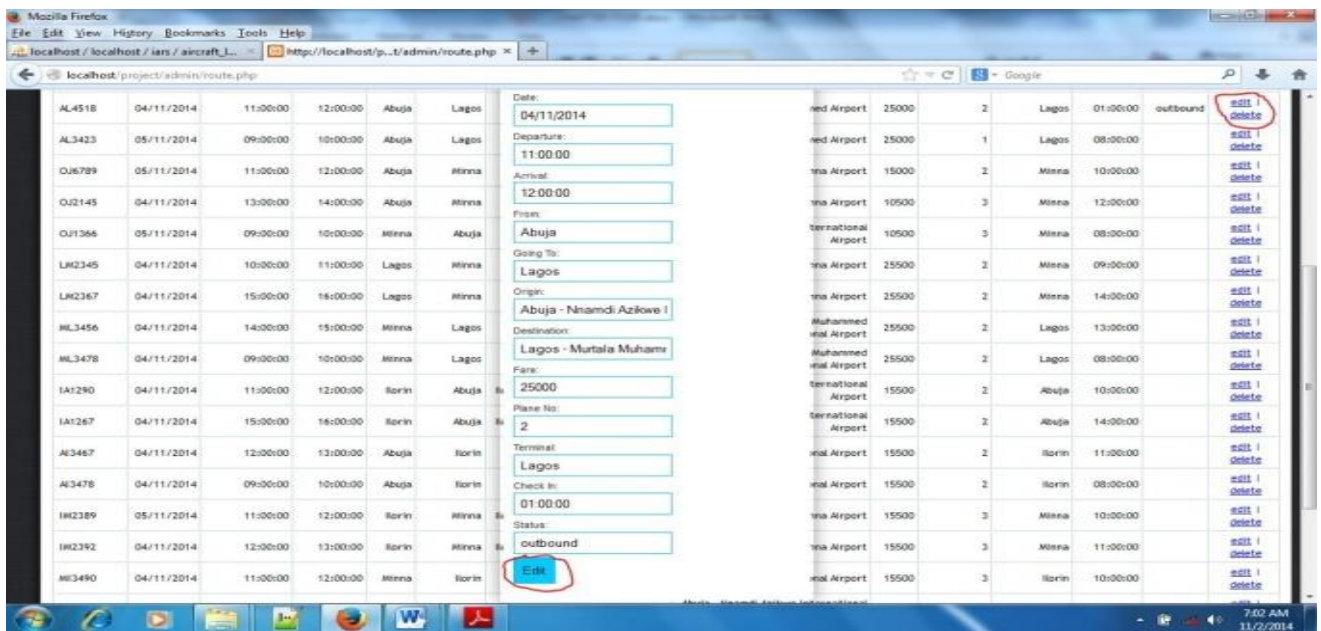 Mozilla Firefox
File Edit View History Bookmarks Tools Help
localhost / localhost / iars / aircraft_l... × http://localhost/p...t/admin/route.php × +
localhost/project/admin/route.php Google
AL4518 04/11/2014 11:00:00 12:00:00 Abuja Lagos med Airport 25000 2 Lagos 01:00:00 outbound edit | delete
AL3423 05/11/2014 09:00:00 10:00:00 Abuja Lagos med Airport 25000 1 Lagos 08:00:00 edit | delete
OJ6789 05/11/2014 11:00:00 12:00:00 Abuja Minna nna Airport 15000 2 Minna 10:00:00 edit | delete
OJ2145 04/11/2014 13:00:00 14:00:00 Abuja Minna nna Airport 10500 3 Minna 12:00:00 edit | delete
OJ1366 05/11/2014 09:00:00 10:00:00 Minna Abuja ternational Airport 10500 3 Minna 08:00:00 edit | delete
LM2345 04/11/2014 10:00:00 11:00:00 Lagos Minna nna Airport 25500 2 Minna 09:00:00 edit | delete
LM2367 04/11/2014 15:00:00 16:00:00 Lagos Minna nna Airport 25500 2 Minna 14:00:00 edit | delete
ML3456 04/11/2014 14:00:00 15:00:00 Minna Lagos Muhammed onal Airport 25500 2 Lagos 13:00:00 edit | delete
ML3478 04/11/2014 09:00:00 10:00:00 Minna Lagos Muhammed onal Airport 25500 2 Lagos 08:00:00 edit | delete
IA1290 04/11/2014 11:00:00 12:00:00 Ilorin Abuja ternational Airport 15500 2 Abuja 10:00:00 edit | delete
IA1267 04/11/2014 15:00:00 16:00:00 Ilorin Abuja ternational Airport 15500 2 Abuja 14:00:00 edit | delete
AI3467 04/11/2014 12:00:00 13:00:00 Abuja Ilorin onal Airport 15500 2 Ilorin 11:00:00 edit | delete
AI3478 04/11/2014 09:00:00 10:00:00 Abuja Ilorin onal Airport 15500 2 Ilorin 08:00:00 edit | delete
IM2389 05/11/2014 11:00:00 12:00:00 Ilorin Minna nna Airport 15500 3 Minna 10:00:00 edit | delete
IM2392 04/11/2014 12:00:00 13:00:00 Ilorin Minna nna Airport 15500 3 Minna 11:00:00 edit | delete
MI3490 04/11/2014 11:00:00 12:00:00 Minna Ilorin onal Airport 15500 3 Ilorin 10:00:00 edit | delete
Date:
04/11/2014
Departure:
11:00:00
Arrival:
12:00:00
From:
Abuja
Going To:
Lagos
Origin:
Abuja - Nnamdi Azikwe I
Destination:
Lagos - Murtala Muhamm
Fare:
25000
Plane No:
2
Terminal:
Lagos
Check In:
01:00:00
Status:
outbound
Edit
7:02 AM
11/2/2014